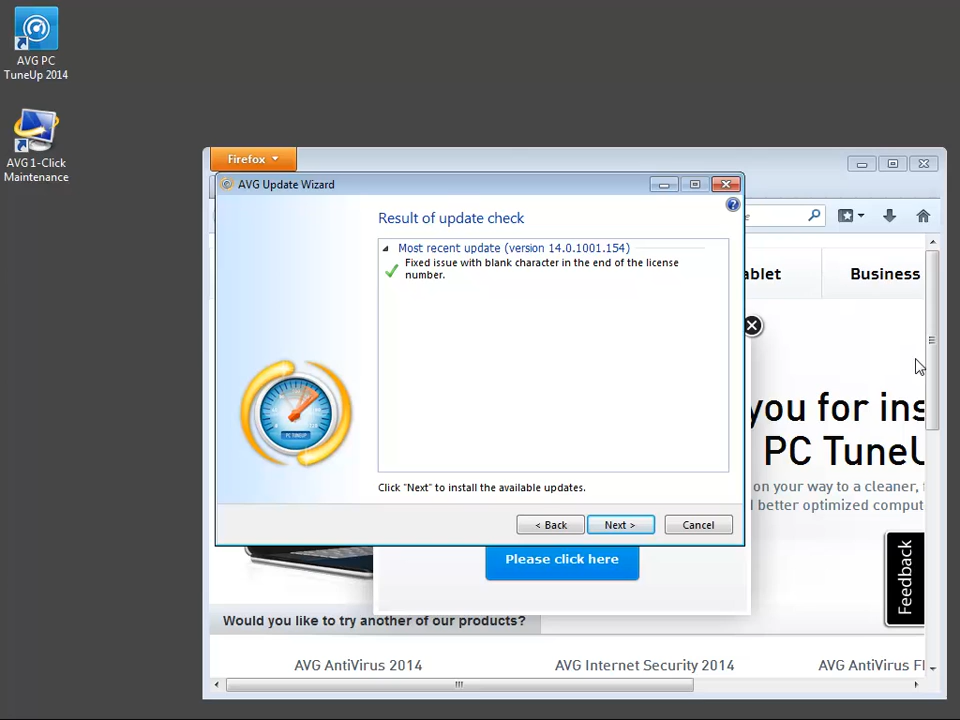 AVG PC
TuneUp 2014
AVG 1-Click
Maintenance
Firefox
AVG Update Wizard
Result of update check
Most recent update (version 14.0.1001.154)
Fixed issue with blank character in the end of the license
number.
PC TUNEUP
Click "Next" to install the available updates.
< Back
Next >
Cancel
ablet
Business
you for ins
PC TuneU
on your way to a cleaner, f
d better optimized comput
Feedback
Please click here
Would you like to try another of our products?
AVG AntiVirus 2014
AVG Internet Security 2014
AVG AntiVirus F